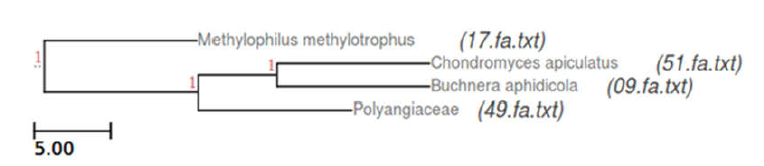 Methylophilus methylotrophus (17.fa.txt)
1
1 Chondromyces apiculatus (51.fa.txt)
1 Buchnera aphidicola (09.fa.txt)
Polyangiaceae (49.fa.txt)
5.00